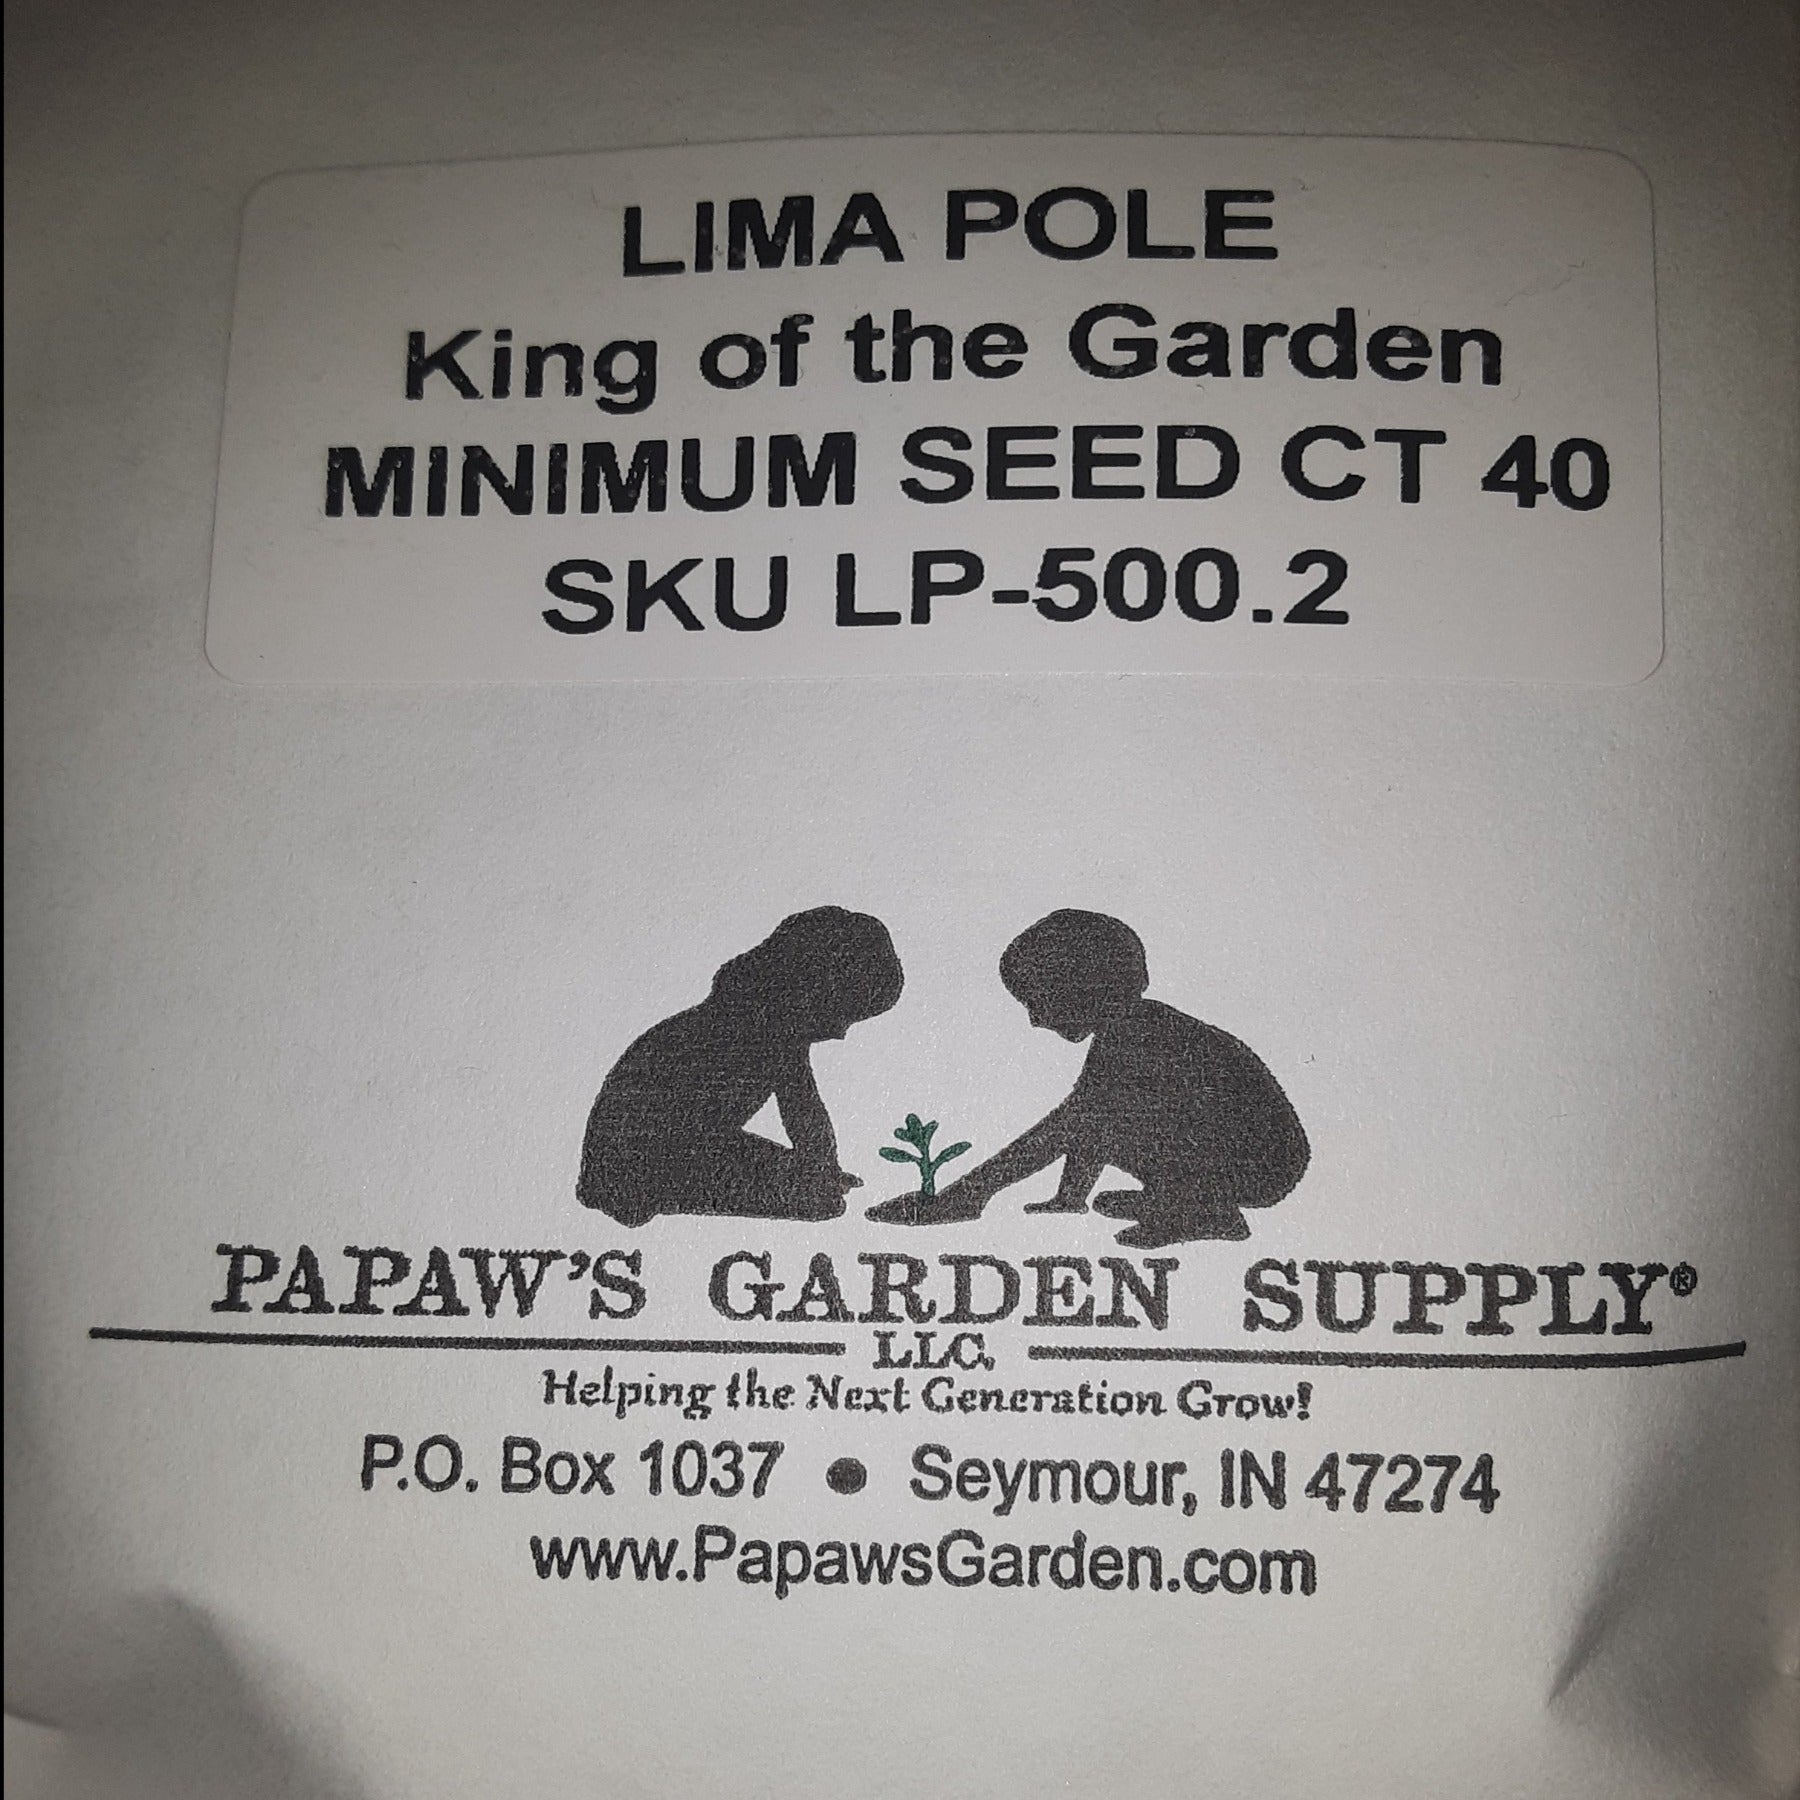 LIMA POLE
King of the Garden
MINIMUM SEED CT 40
SKU LP-500.2
PAPAW'S GARDEN SUPPLY®
LLC.
Helping the Next Generation Grow!
P.O. Box 1037 ● Seymour, IN 47274
www.PapawsGarden.com